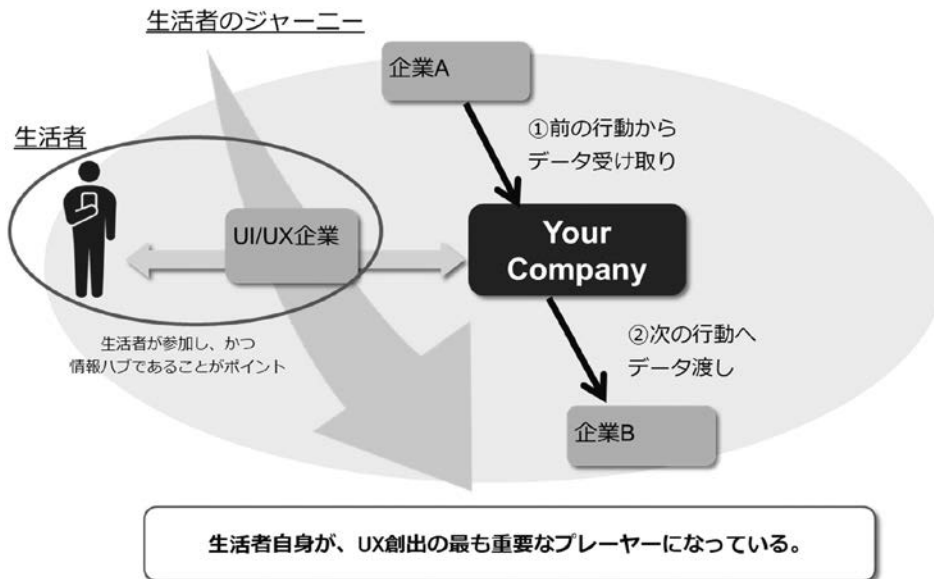 生活者のジャーニー
企業A
①前の行動から
データ受け取り
生活者
UI/UX企業
Your
Company
生活者が参加し、かつ
情報ハブであることがポイント
②次の行動へ
データ渡し
企業B
生活者自身が、UX創出の最も重要なプレーヤーになっている。